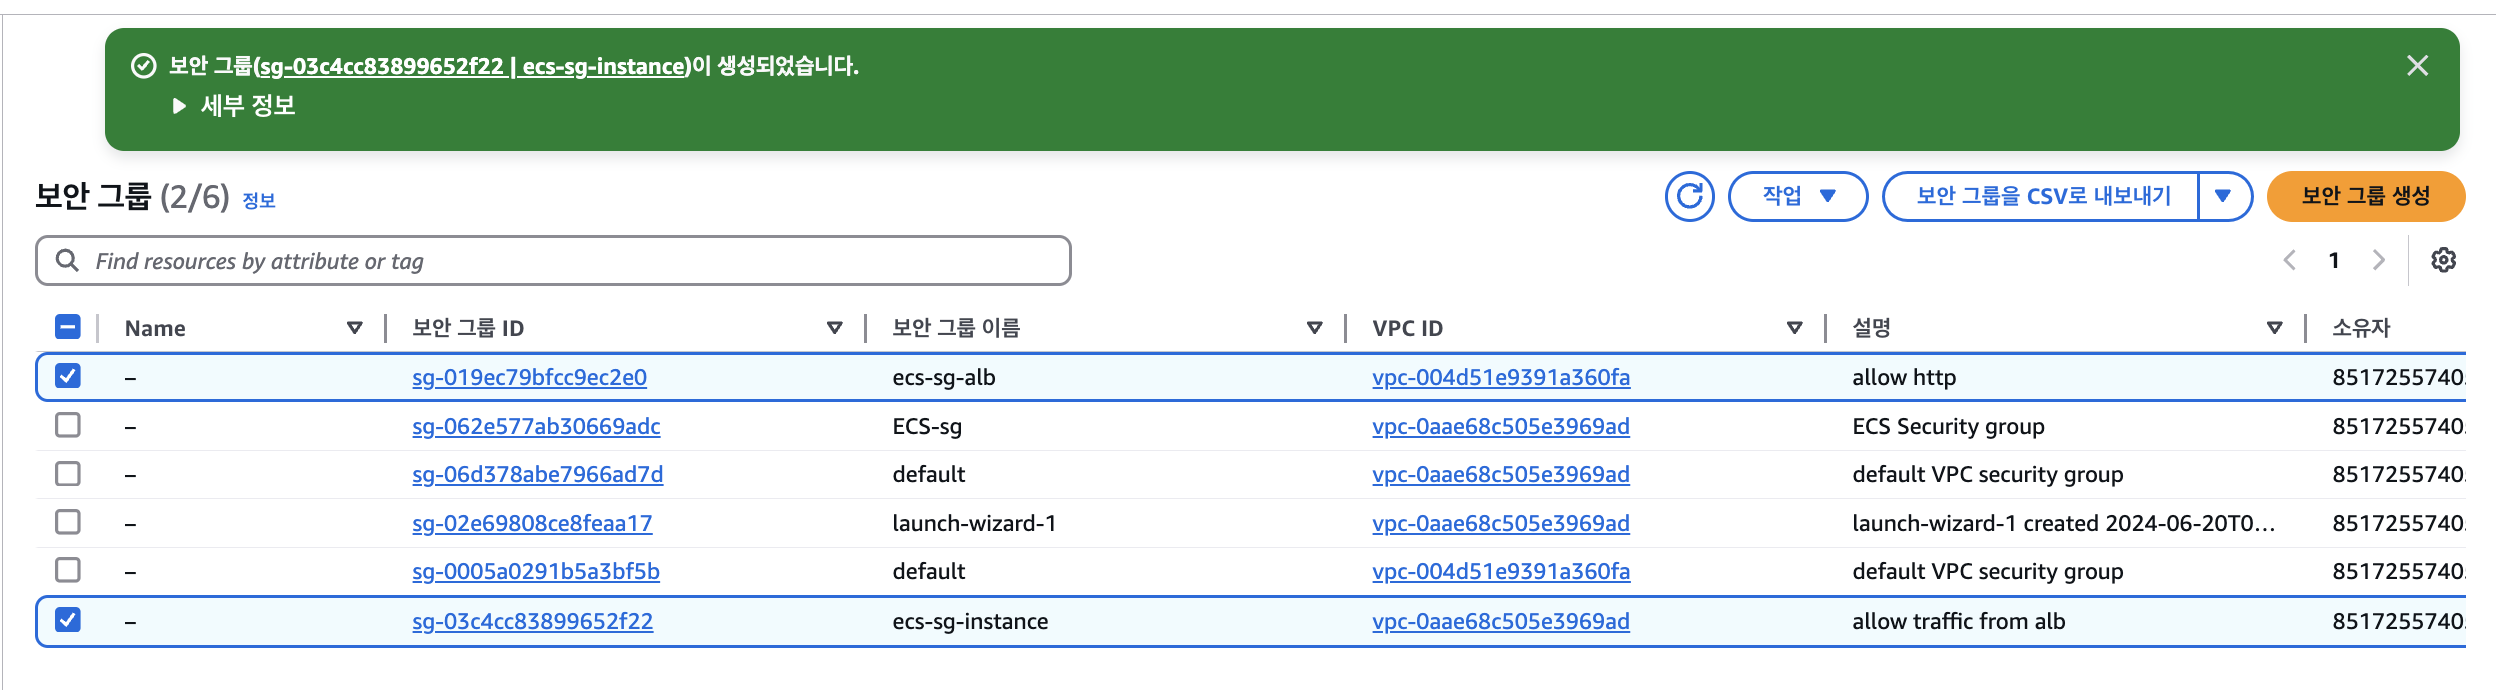 보안 그룹(sg-03c4cc83899652f22 | ecs-sg-instance)이 생성되었습니다.
세부 정보
보안 그룹 (2/6) 정보 작업 보안 그룹을 CSV로 내보내기 보안 그룹 생성
Find resources by attribute or tag 1
Name 보안 그룹 ID 보안 그룹 이름 VPC ID 설명 소유자
– sg-019ec79bfcc9ec2e0 ecs-sg-alb vpc-004d51e9391a360fa allow http 85172557405
– sg-062e577ab30669adc ECS-sg vpc-0aae68c505e3969ad ECS Security group 85172557405
– sg-06d378abe7966ad7d default vpc-0aae68c505e3969ad default VPC security group 85172557405
– sg-02e69808ce8feaa17 launch-wizard-1 vpc-0aae68c505e3969ad launch-wizard-1 created 2024-06-20T0... 85172557405
– sg-0005a0291b5a3bf5b default vpc-004d51e9391a360fa default VPC security group 85172557405
– sg-03c4cc83899652f22 ecs-sg-instance vpc-0aae68c505e3969ad allow traffic from alb 85172557405